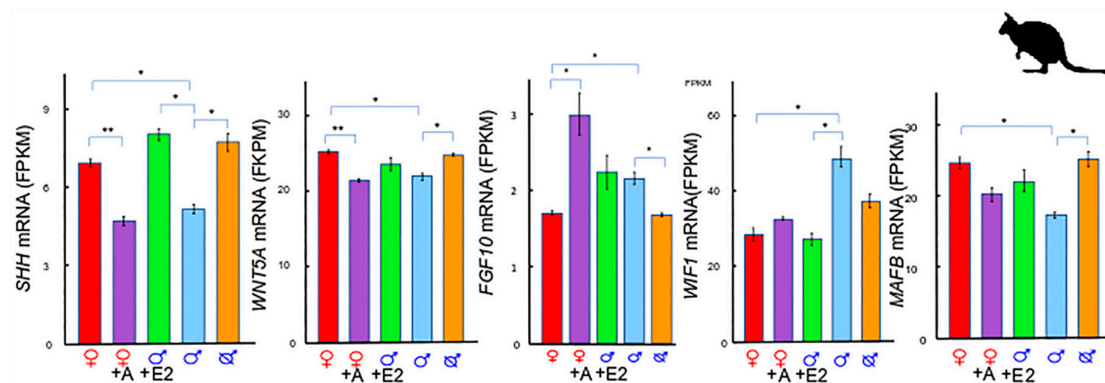 SHH mRNA (FPKM)
9
6
3
0
*
*
*
**
♀ ♀ ♂ ♂ ♂
+A +E2
WNT5A mRNA (FKPM)
30
20
10
0
*
**
*
♀ ♀ ♂ ♂ ♂
+A +E2
FGF10 mRNA (FPKM)
3
2
1
0
*
*
*
♀ ♀ ♂ ♂ ♂
+A +E2
FPKM
WIF1 mRNA(FPKM)
60
40
20
0
*
*
♀ ♀ ♂ ♂ ♂
+A +E2
MAFB mRNA (FPKM)
30
20
10
0
*
*
♀ ♀ ♂ ♂ ♂
+A +E2